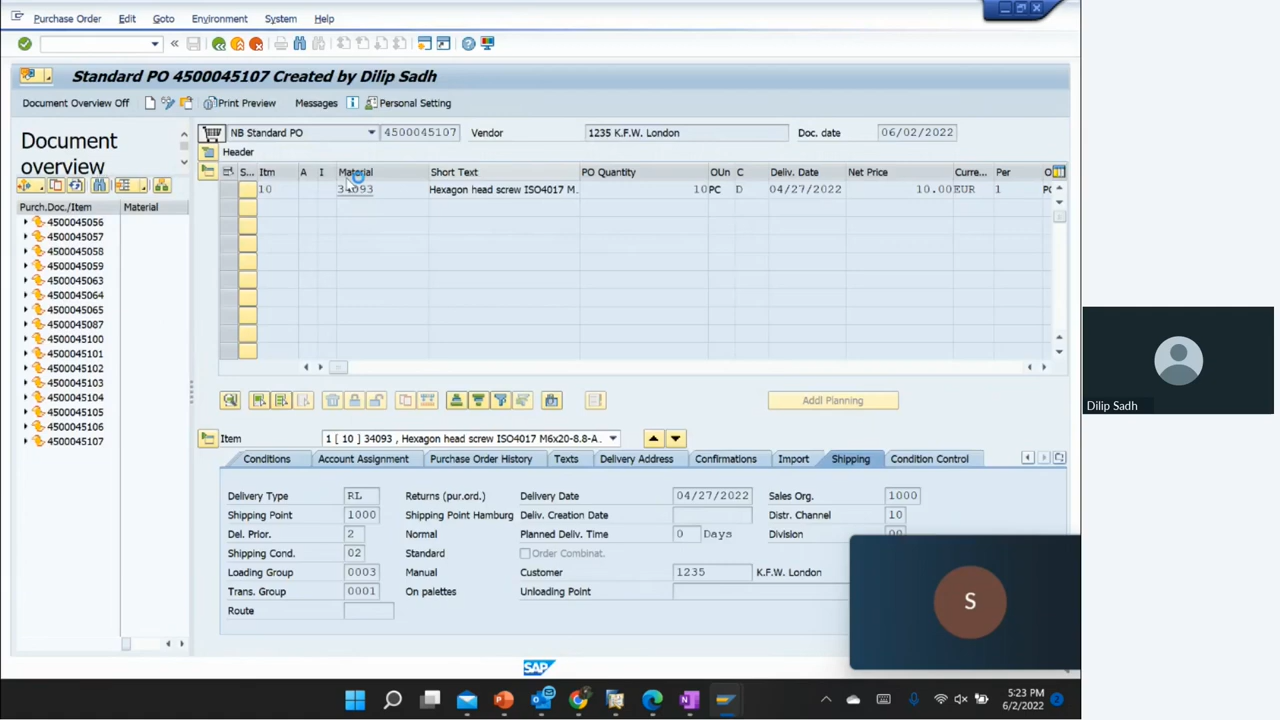 Purchase Order Edit Goto Environment System Help
Standard PO 4500045107 Created by Dilip Sadh
Document Overview Off Print Preview Messages Personal Setting
Document overview
NB Standard PO 4500045107 Vendor 1235 K.F.W. London Doc. date 06/02/2022
Header
S... Itm A I Material Short Text PO Quantity OUn C Deliv. Date Net Price Curre... Per O
10 34093 Hexagon head screw ISO4017 M. 10 PC D 04/27/2022 10.00 EUR 1 PC
Purch.Doc./Item Material
4500045056
4500045057
4500045058
4500045059
4500045063
4500045064
4500045065
4500045087
4500045100
4500045101
4500045102
4500045103
4500045104
4500045105
4500045106
4500045107
Addl Planning
Item 1 [ 10 ] 34093 , Hexagon head screw ISO4017 M6x20-8.8-A.
Conditions Account Assignment Purchase Order History Texts Delivery Address Confirmations Import Shipping Condition Control
Delivery Type RL Returns (pur.ord.) Delivery Date 04/27/2022 Sales Org. 1000
Shipping Point 1000 Shipping Point Hamburg Deliv. Creation Date Distr. Channel 10
Del. Prior. 2 Normal Planned Deliv. Time 0 Days Division 00
Shipping Cond. 02 Standard Order Combinat.
Loading Group 0003 Manual Customer 1235 K.F.W. London
Trans. Group 0001 On palettes Unloading Point
Route
SAP
S
Dilip Sadh
5:23 PM
6/2/2022
2